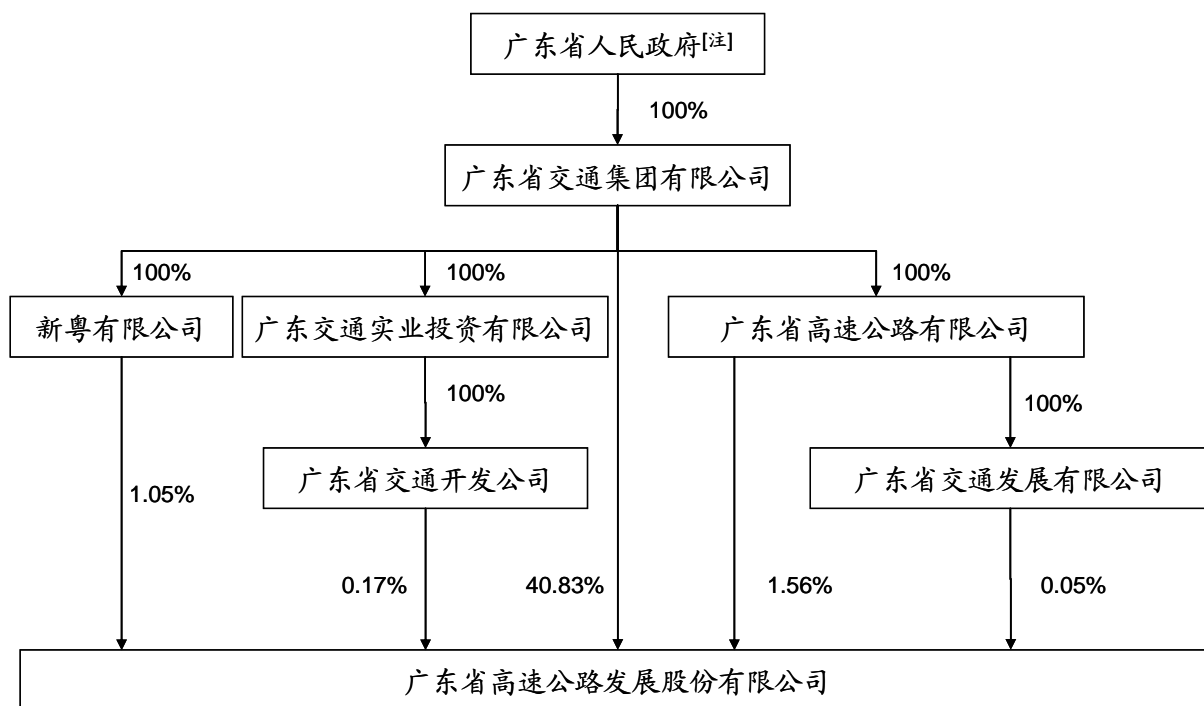 广东省人民政府[注]
100%
广东省交通集团有限公司
100%
100%
100%
新粤有限公司
广东交通实业投资有限公司
广东省高速公路有限公司
100%
100%
广东省交通开发公司
广东省交通发展有限公司
1.05%
0.17%
40.83%
1.56%
0.05%
广东省高速公路发展股份有限公司